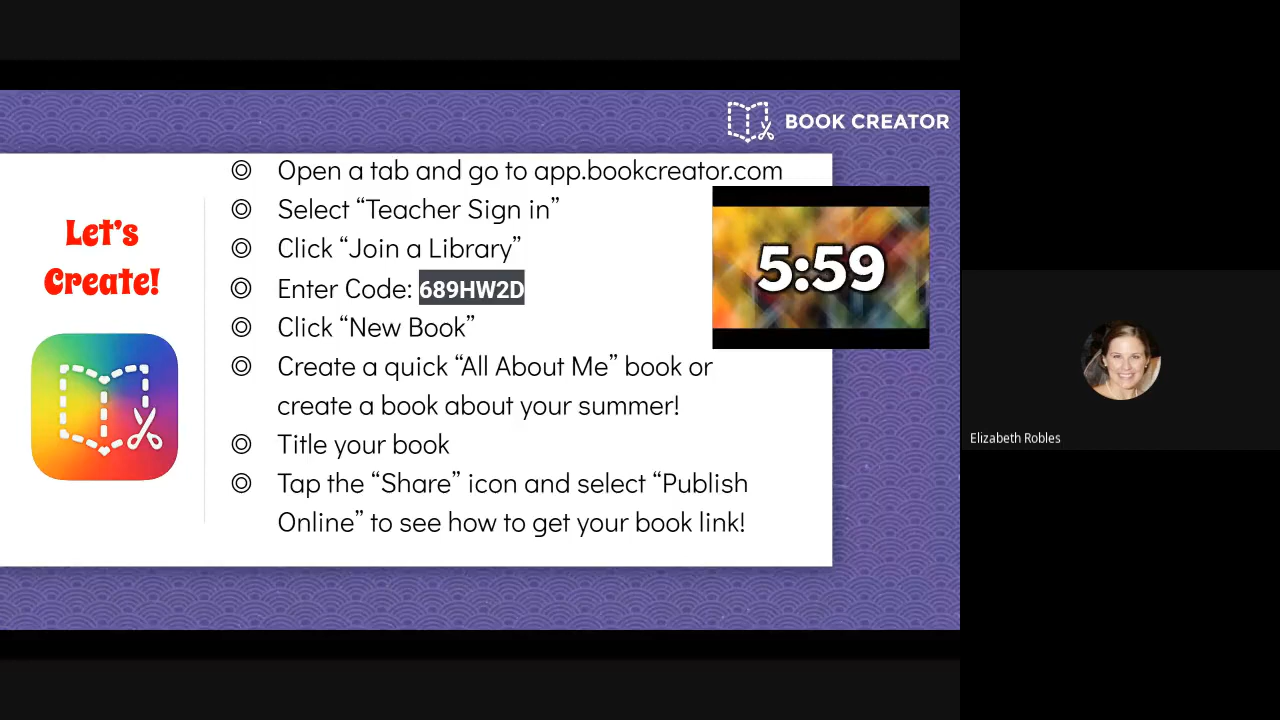 BOOK CREATOR
Let's
Create!
◎ Open a tab and go to app.bookcreator.com
◎ Select “Teacher Sign in”
◎ Click “Join a Library”
◎ Enter Code: 689HW2D
◎ Click “New Book”
◎ Create a quick “All About Me” book or
create a book about your summer!
◎ Title your book
◎ Tap the “Share” icon and select “Publish
Online” to see how to get your book link!
5:59
Elizabeth Robles